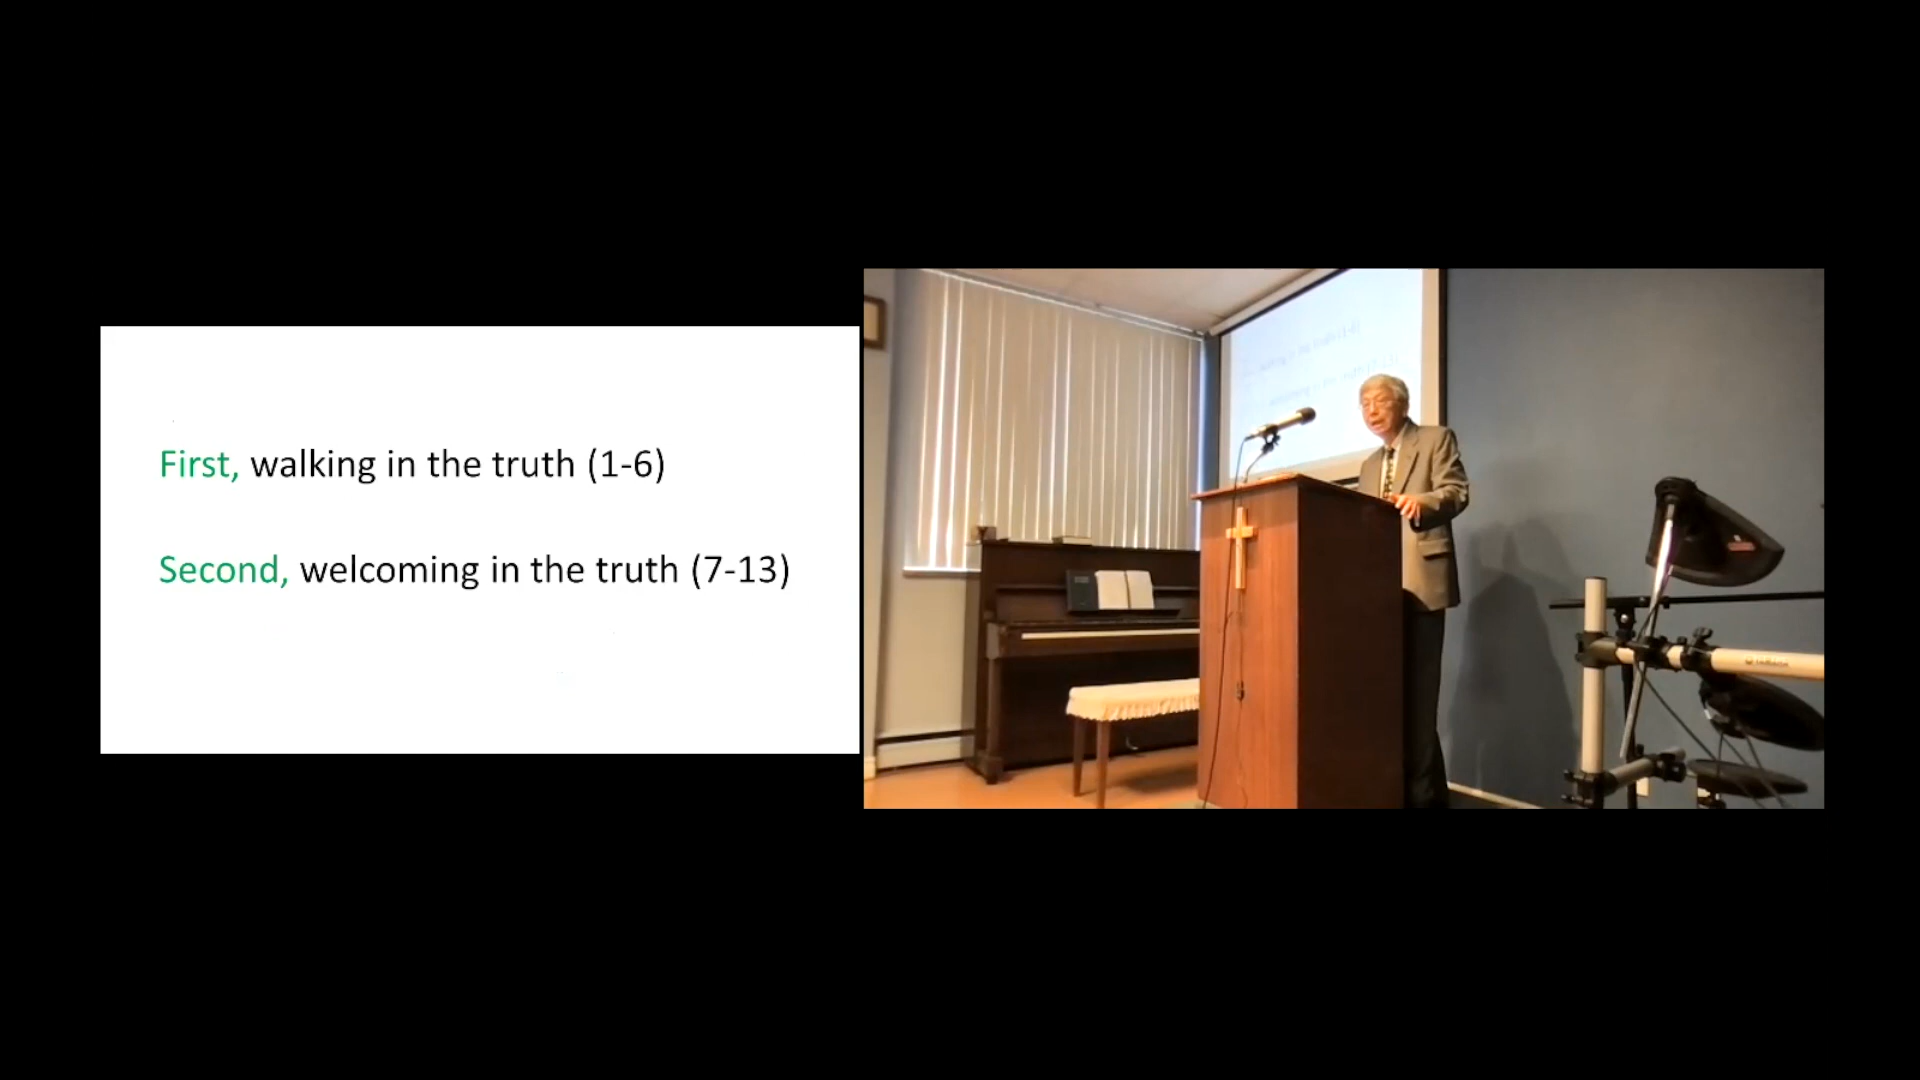 First, walking in the truth (1-6)
Second, welcoming in the truth (7-13)